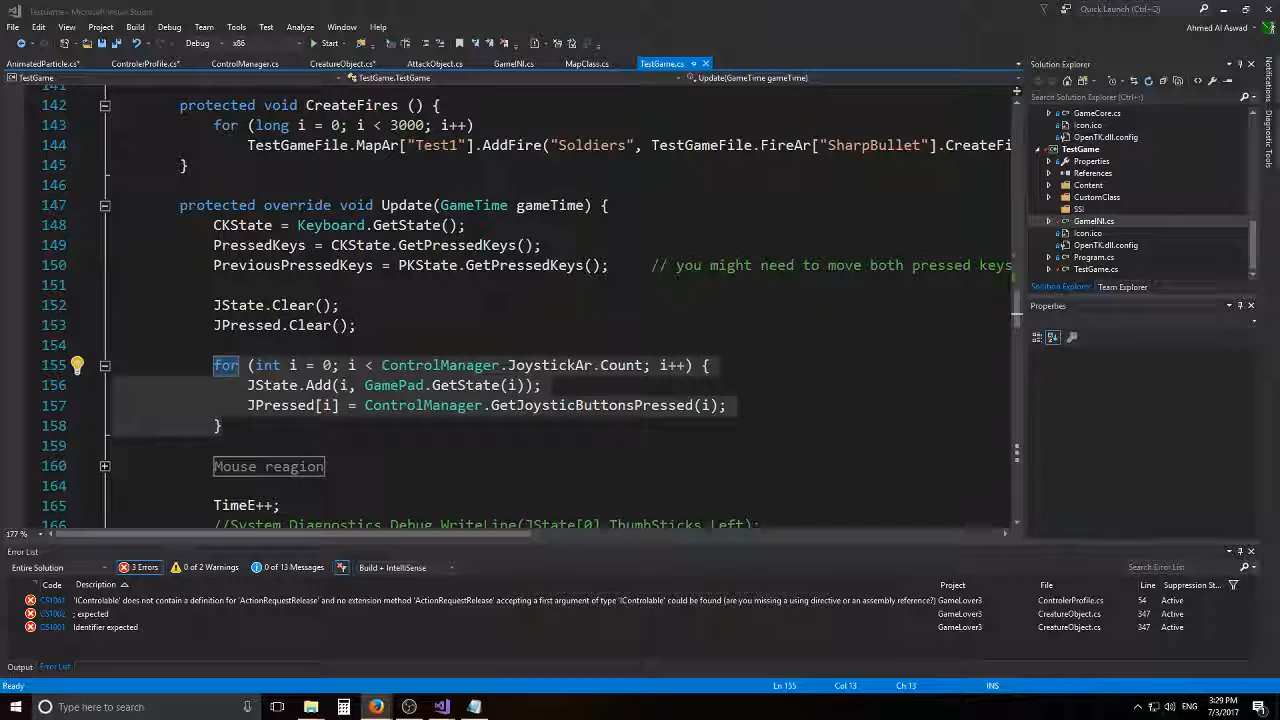 TestGame - Microsoft Visual Studio
Quick Launch (Ctrl+;)
File Edit View Project Build Debug Team Tools Test Analyze Window Help
Ahmed Al Aswad
Debug x86 Start
AnimatedParticle.cs* ControlerProfile.cs* ControlManager.cs CreatureObject.cs* AttackObject.cs GameINI.cs MapClass.cs TestGame.cs
TestGame TestGame.TestGame Update(GameTime gameTime)
141
142 protected void CreateFires () {
143 for (long i = 0; i < 3000; i++)
144 TestGameFile.MapAr["Test1"].AddFire("Soldiers", TestGameFile.FireAr["SharpBullet"].CreateFi
145 }
146
147 protected override void Update(GameTime gameTime) {
148 CKState = Keyboard.GetState();
149 PressedKeys = CKState.GetPressedKeys();
150 PreviousPressedKeys = PKState.GetPressedKeys(); // you might need to move both pressed keys
151
152 JState.Clear();
153 JPressed.Clear();
154
155 for (int i = 0; i < ControlManager.JoystickAr.Count; i++) {
156 JState.Add(i, GamePad.GetState(i));
157 JPressed[i] = ControlManager.GetJoysticButtonsPressed(i);
158 }
159
160 Mouse reagion
164
165 TimeE++;
166 //System.Diagnostics.Debug.WriteLine(JState[0].ThumbSticks.Left);
177 %
Solution Explorer
Search Solution Explorer (Ctrl+;)
GameCore.cs
Icon.ico
OpenTK.dll.config
TestGame
Properties
References
Content
CustomClass
SSI
GameINI.cs
Icon.ico
OpenTK.dll.config
Program.cs
TestGame.cs
Solution Explorer Team Explorer
Properties
Notifications
Diagnostic Tools
Error List
Entire Solution 3 Errors 0 of 2 Warnings 0 of 13 Messages Build + IntelliSense
Search Error List
Code Description Project File Line Suppression St...
CS1061 'IControlable' does not contain a definition for 'ActionRequestRelease' and no extension method 'ActionRequestRelease' accepting a first argument of type 'IControlable' could be found (are you missing a using directive or an assembly reference?) GameLover3 ControlerProfile.cs 54 Active
CS1002 ; expected GameLover3 CreatureObject.cs 347 Active
CS1001 Identifier expected GameLover3 CreatureObject.cs 347 Active
Output Error List
Ready Ln 155 Col 13 Ch 13 INS
Type here to search
ENG
3:29 PM
7/3/2017
1